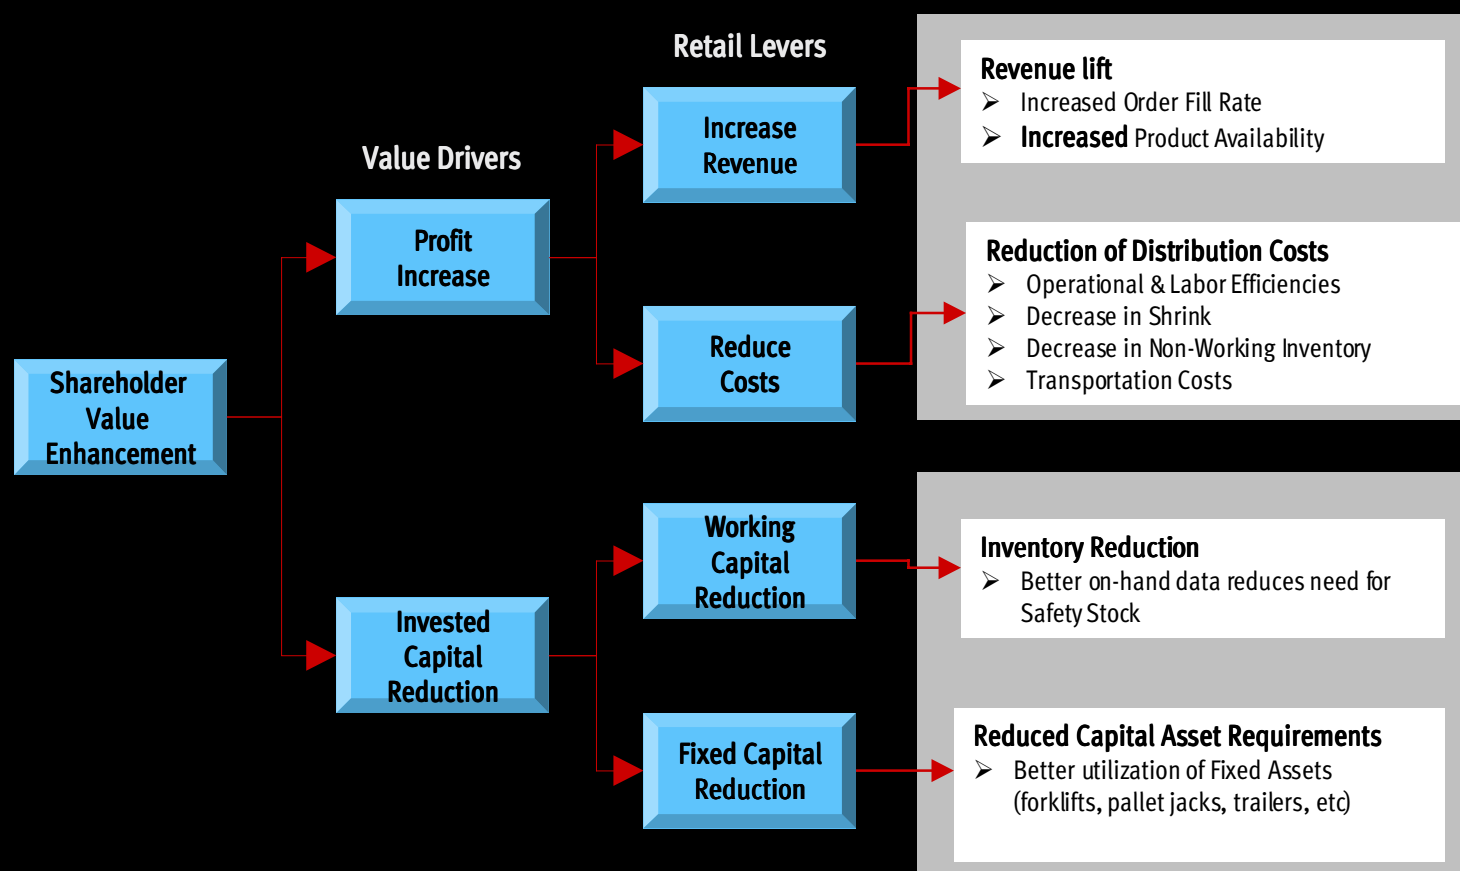 Retail Levers
Value Drivers
Shareholder
Value
Enhancement
Profit
Increase
Invested
Capital
Reduction
Increase
Revenue
Reduce
Costs
Working
Capital
Reduction
Fixed Capital
Reduction
Revenue lift
➢ Increased Order Fill Rate
➢ Increased Product Availability
Reduction of Distribution Costs
➢ Operational & Labor Efficiencies
➢ Decrease in Shrink
➢ Decrease in Non-Working Inventory
➢ Transportation Costs
Inventory Reduction
➢ Better on-hand data reduces need for
Safety Stock
Reduced Capital Asset Requirements
➢ Better utilization of Fixed Assets
(forklifts, pallet jacks, trailers, etc)